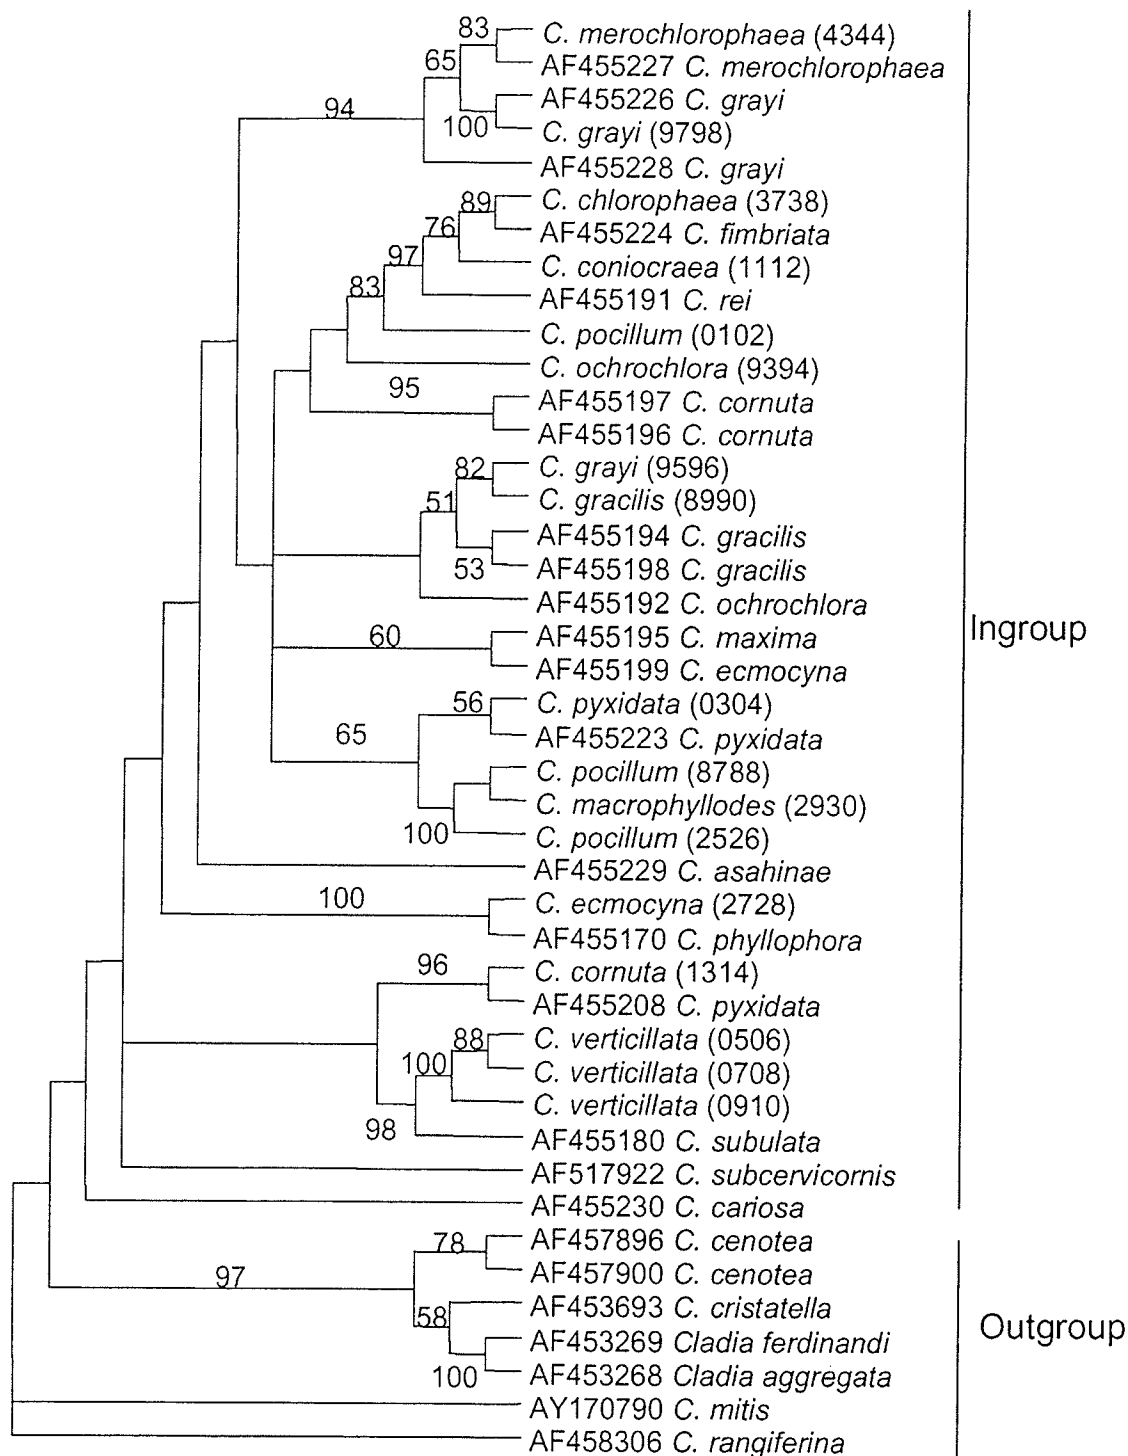 83
C. merochlorophaea (4344)
65
AF455227 C. merochlorophaea
94
AF455226 C. grayi
100
C. grayi (9798)
AF455228 C. grayi
89
C. chlorophaea (3738)
76
AF455224 C. fimbriata
97
C. coniocraea (1112)
83
AF455191 C. rei
C. pocillum (0102)
C. ochrochlora (9394)
95
AF455197 C. cornuta
AF455196 C. cornuta
82
C. grayi (9596)
51
C. gracilis (8990)
AF455194 C. gracilis
53
AF455198 C. gracilis
AF455192 C. ochrochlora
Ingroup
60
AF455195 C. maxima
AF455199 C. ecmocyna
56
C. pyxidata (0304)
65
AF455223 C. pyxidata
C. pocillum (8788)
C. macrophyllodes (2930)
100
C. pocillum (2526)
AF455229 C. asahinae
100
C. ecmocyna (2728)
AF455170 C. phyllophora
96
C. cornuta (1314)
AF455208 C. pyxidata
88
C. verticillata (0506)
100
C. verticillata (0708)
C. verticillata (0910)
98
AF455180 C. subulata
AF517922 C. subcervicornis
AF455230 C. cariosa
78
AF457896 C. cenotea
97
AF457900 C. cenotea
58
AF453693 C. cristatella
Outgroup
AF453269 Cladia ferdinandi
100
AF453268 Cladia aggregata
AY170790 C. mitis
AF458306 C. rangiferina